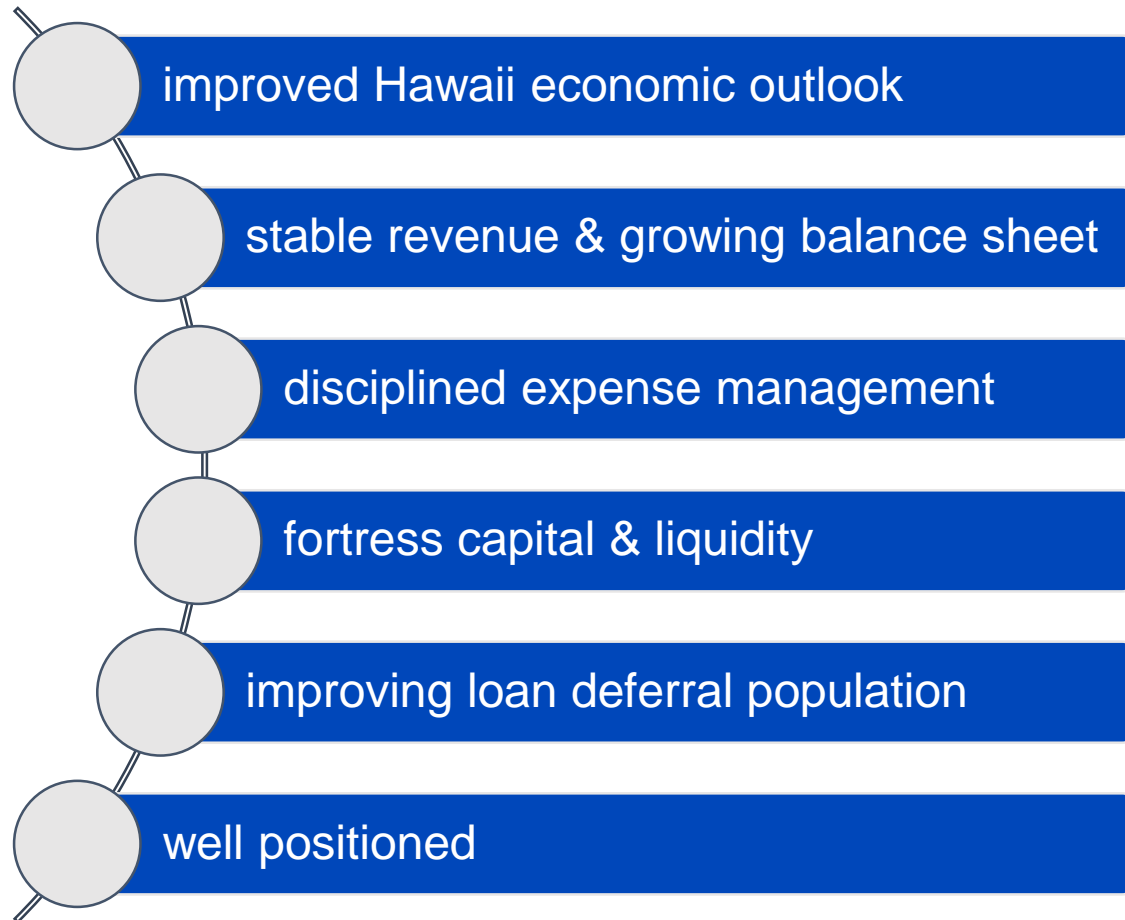 improved Hawaii economic outlook
stable revenue & growing balance sheet
disciplined expense management
fortress capital & liquidity
improving loan deferral population
well positioned